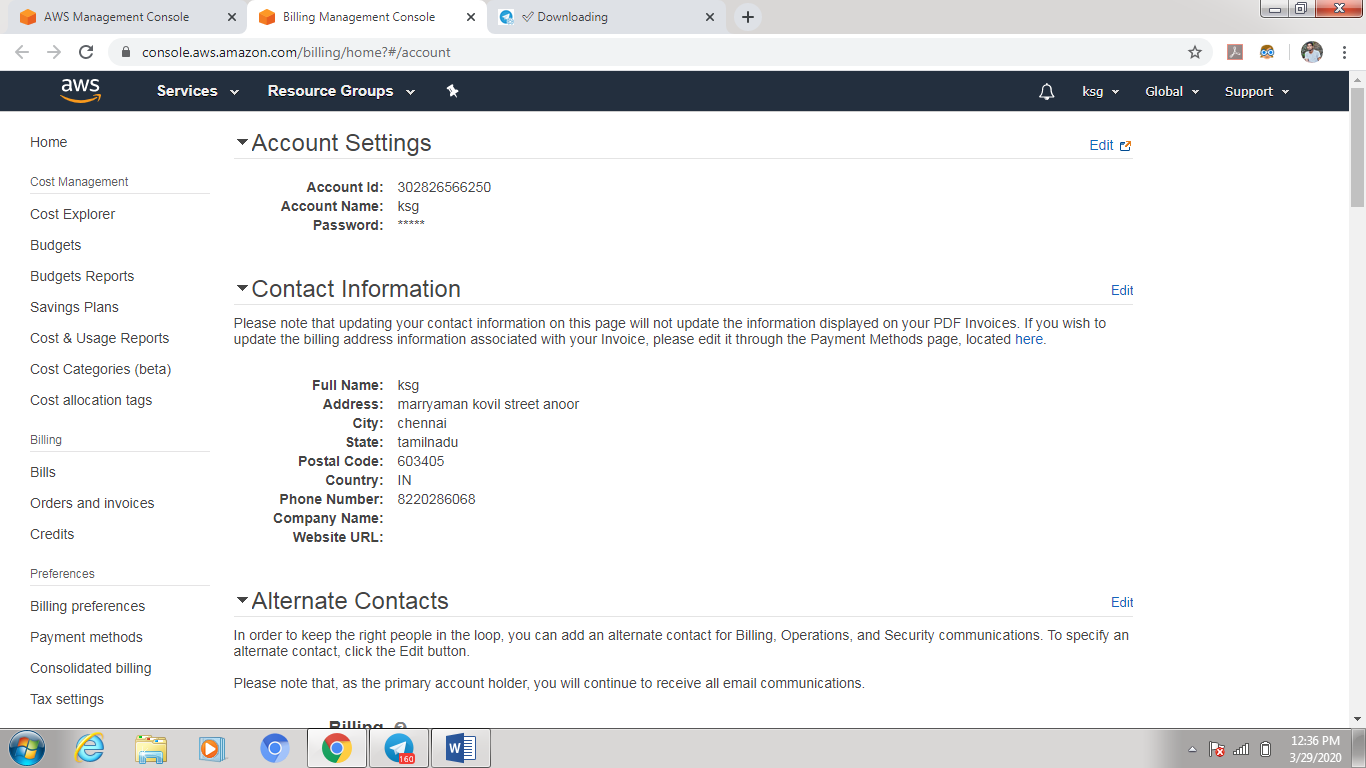 AWS Management Console
Billing Management Console
Downloading
console.aws.amazon.com/billing/home?#/account
aws
Services
Resource Groups
ksg
Global
Support
Home
Cost Management
Cost Explorer
Budgets
Budgets Reports
Savings Plans
Cost & Usage Reports
Cost Categories (beta)
Cost allocation tags
Billing
Bills
Orders and invoices
Credits
Preferences
Billing preferences
Payment methods
Consolidated billing
Tax settings
Account Settings
Edit
Account Id: 302826566250
Account Name: ksg
Password: *****
Contact Information
Edit
Please note that updating your contact information on this page will not update the information displayed on your PDF Invoices. If you wish to
update the billing address information associated with your Invoice, please edit it through the Payment Methods page, located here.
Full Name: ksg
Address: marryaman kovil street anoor
City: chennai
State: tamilnadu
Postal Code: 603405
Country: IN
Phone Number: 8220286068
Company Name:
Website URL:
Alternate Contacts
Edit
In order to keep the right people in the loop, you can add an alternate contact for Billing, Operations, and Security communications. To specify an
alternate contact, click the Edit button.
Please note that, as the primary account holder, you will continue to receive all email communications.
Billing
160
12:36 PM
3/29/2020